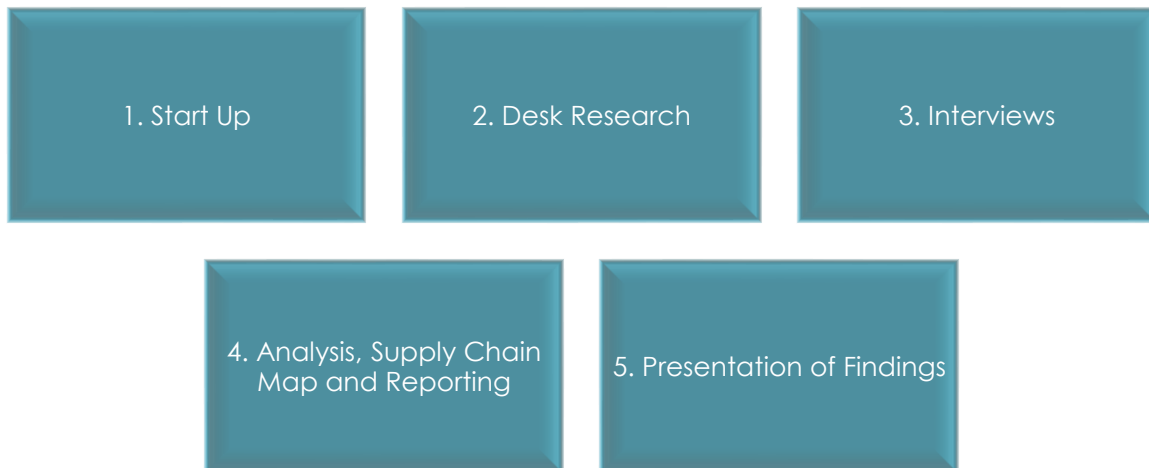 1. Start Up
2. Desk Research
3. Interviews
4. Analysis, Supply Chain
Map and Reporting
5. Presentation of Findings